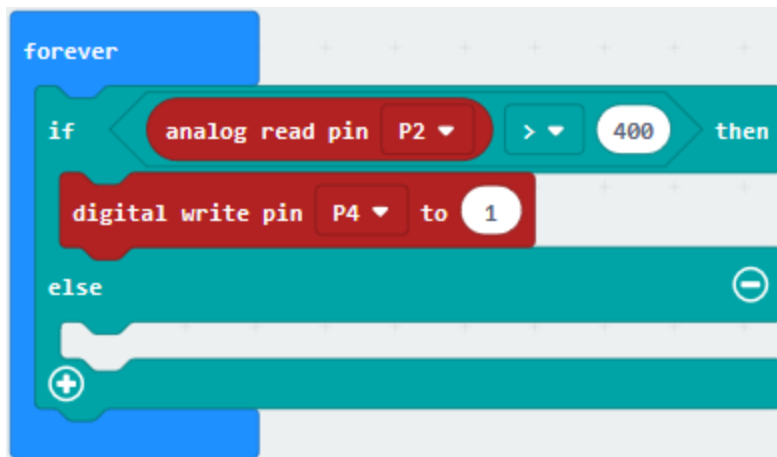 forever
if analog read pin P2 > 400 then
digital write pin P4 to 1
else